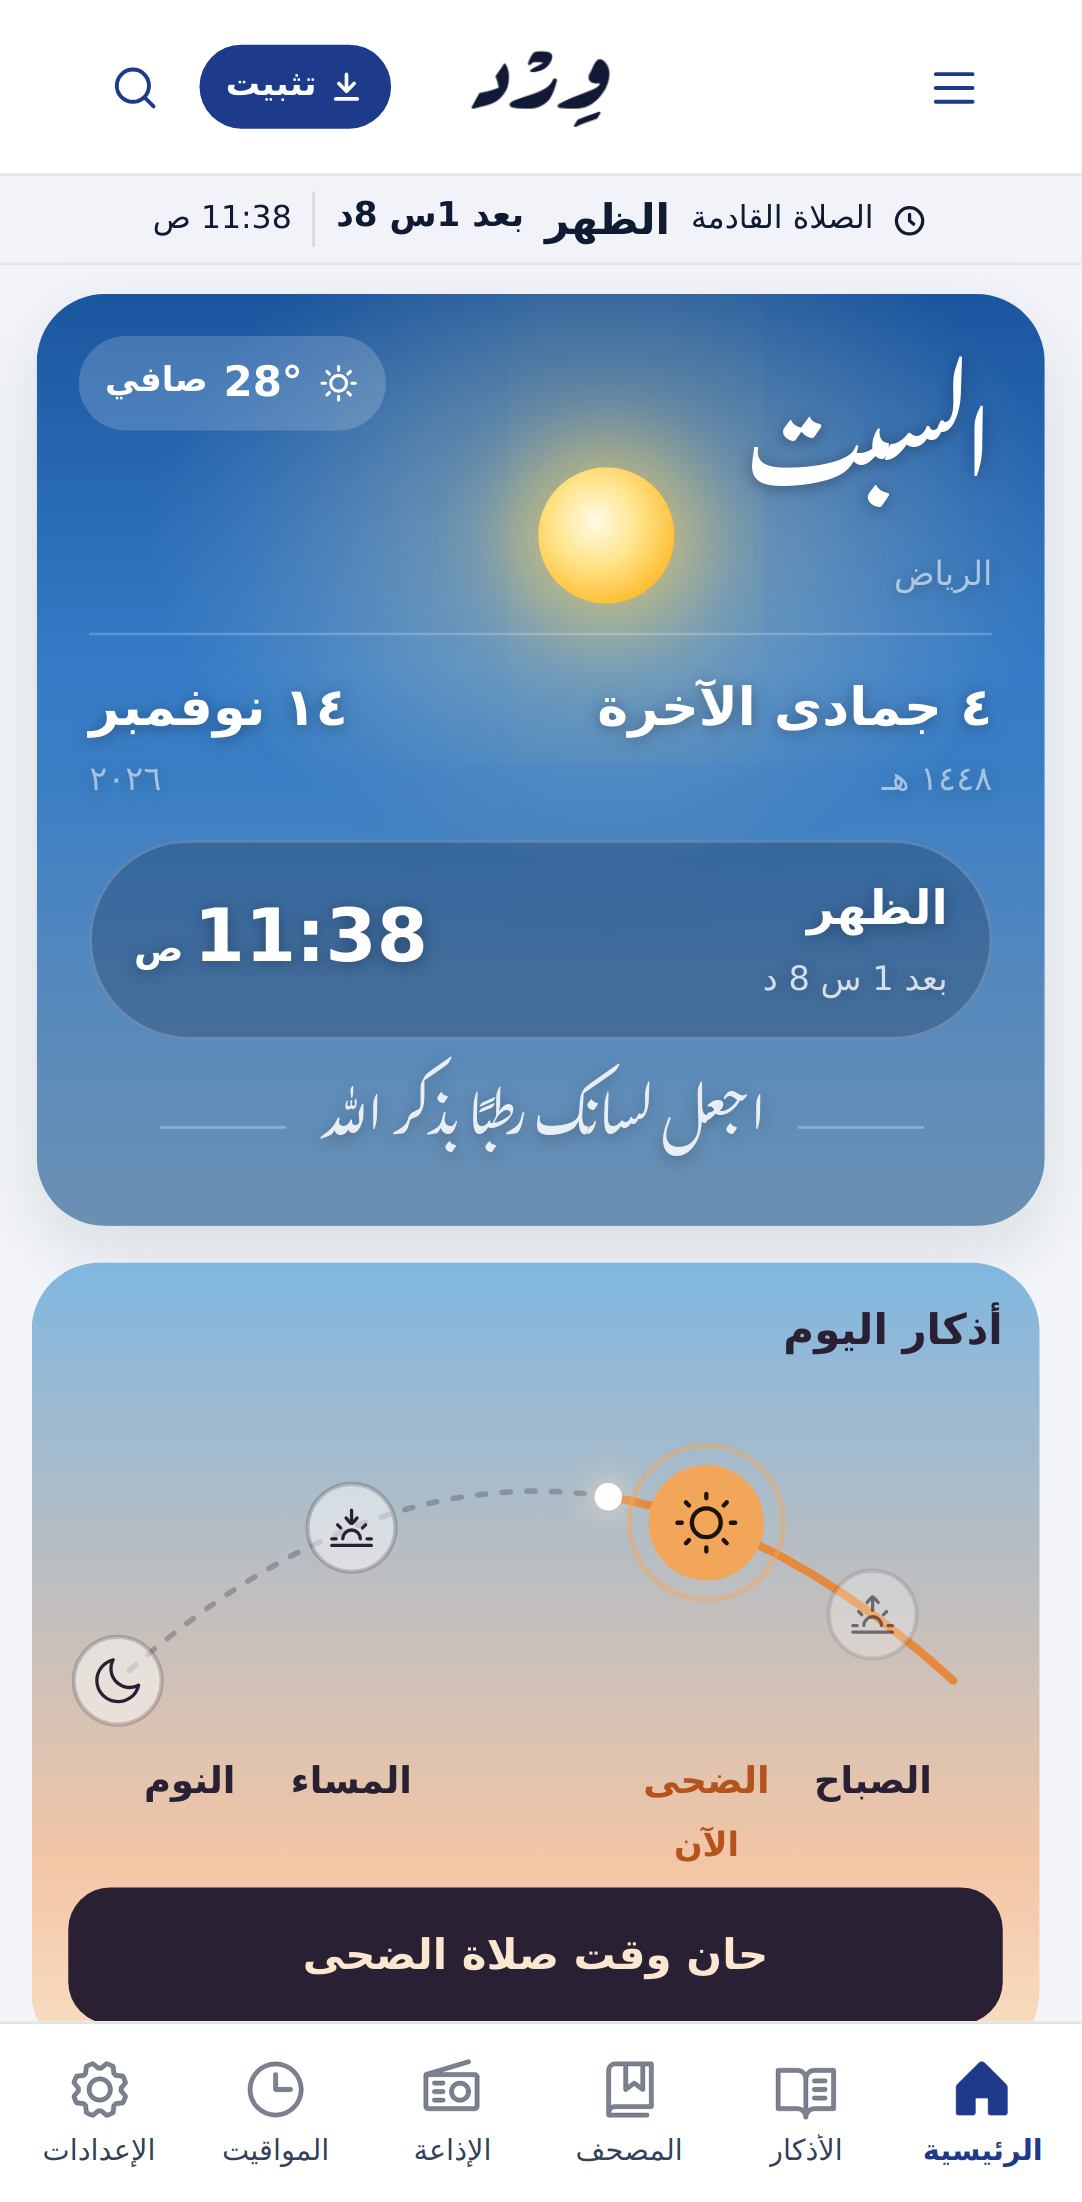 وِرْد
تثبيت
الصلاة القادمة الظهر بعد 1س 8د 11:38 ص
السبت
28° صافي
الرياض
٤ جمادى الآخرة
١٤٤٨ هـ
١٤ نوفمبر
٢٠٢٦
الظهر
بعد 1 س 8 د
11:38 ص
اجعل لسانك رطبًا بذكر الله
أذكار اليوم
الصباح
الضحى
الآن
المساء
النوم
حان وقت صلاة الضحى
الرئيسية
الأذكار
المصحف
الإذاعة
المواقيت
الإعدادات